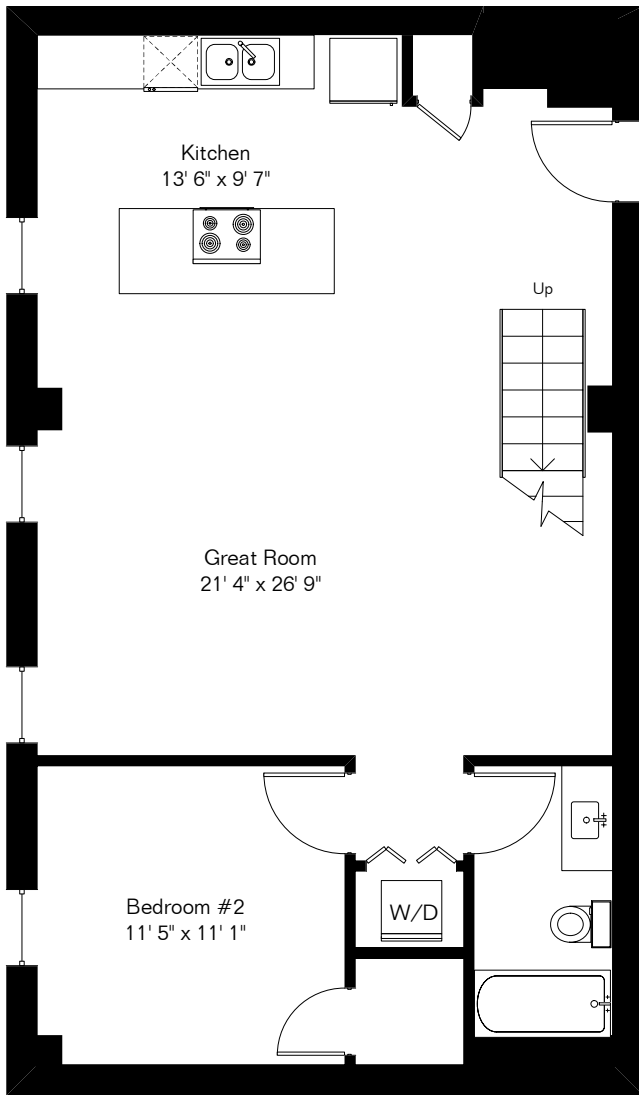 Kitchen
13' 6" x 9' 7"
Up
Great Room
21' 4" x 26' 9"
Bedroom #2
11' 5" x 11' 1"
W/D